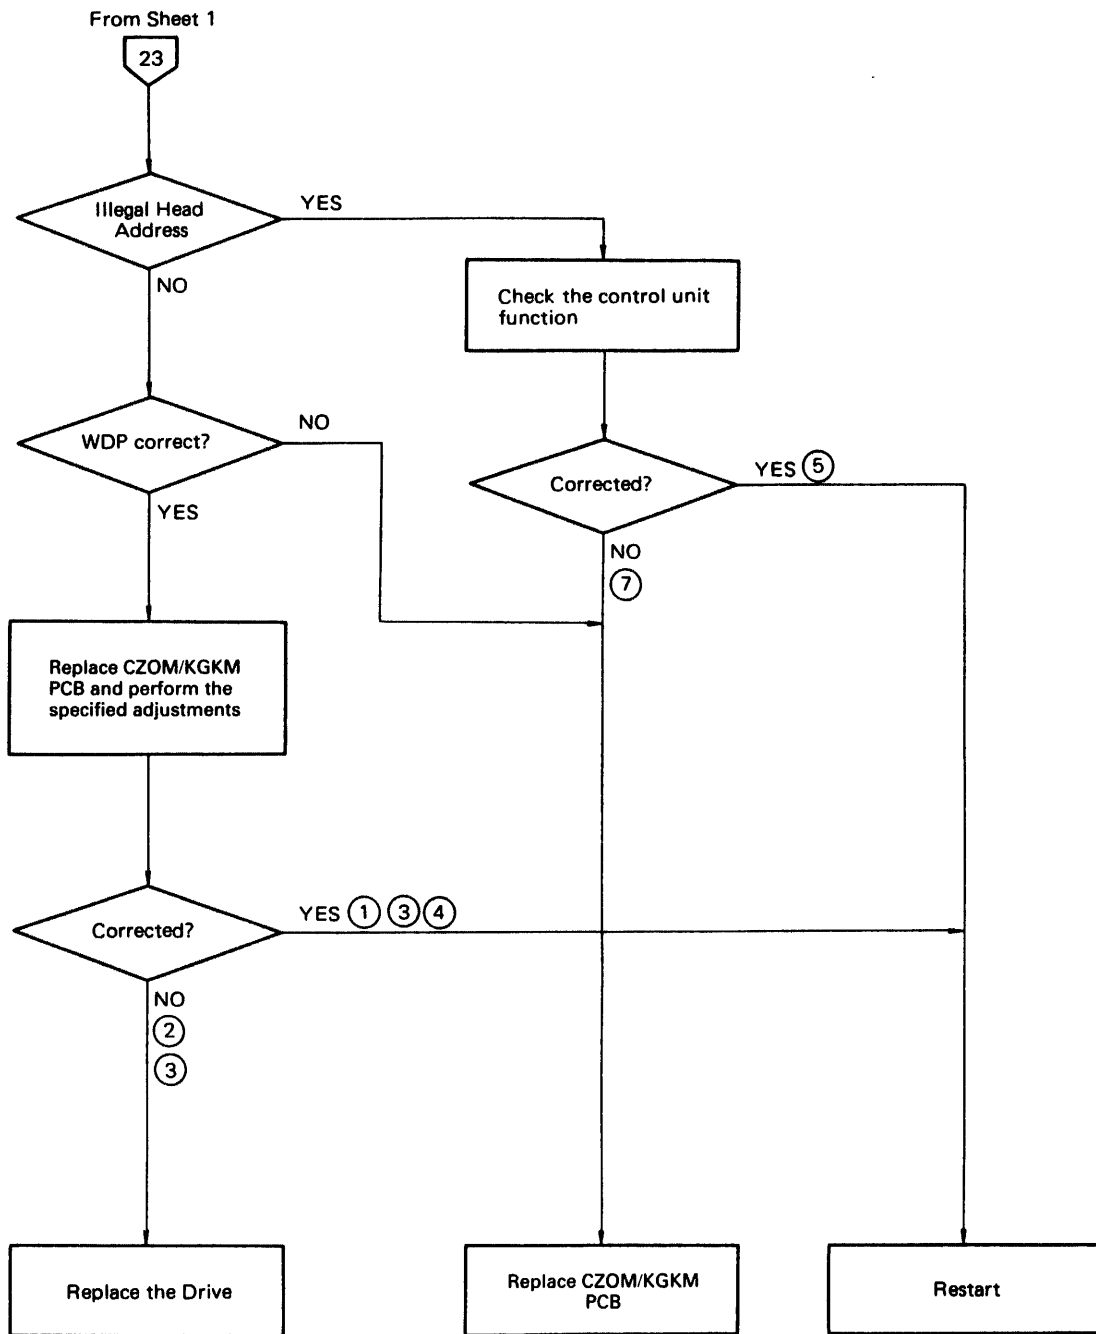 From Sheet 1
23
Illegal Head
Address
YES
NO
Check the control unit
function
WDP correct?
NO
YES
Corrected?
YES ⑤
NO
⑦
Replace CZOM/KGKM
PCB and perform the
specified adjustments
Corrected?
YES ① ③ ④
NO
②
③
Replace the Drive
Replace CZOM/KGKM
PCB
Restart